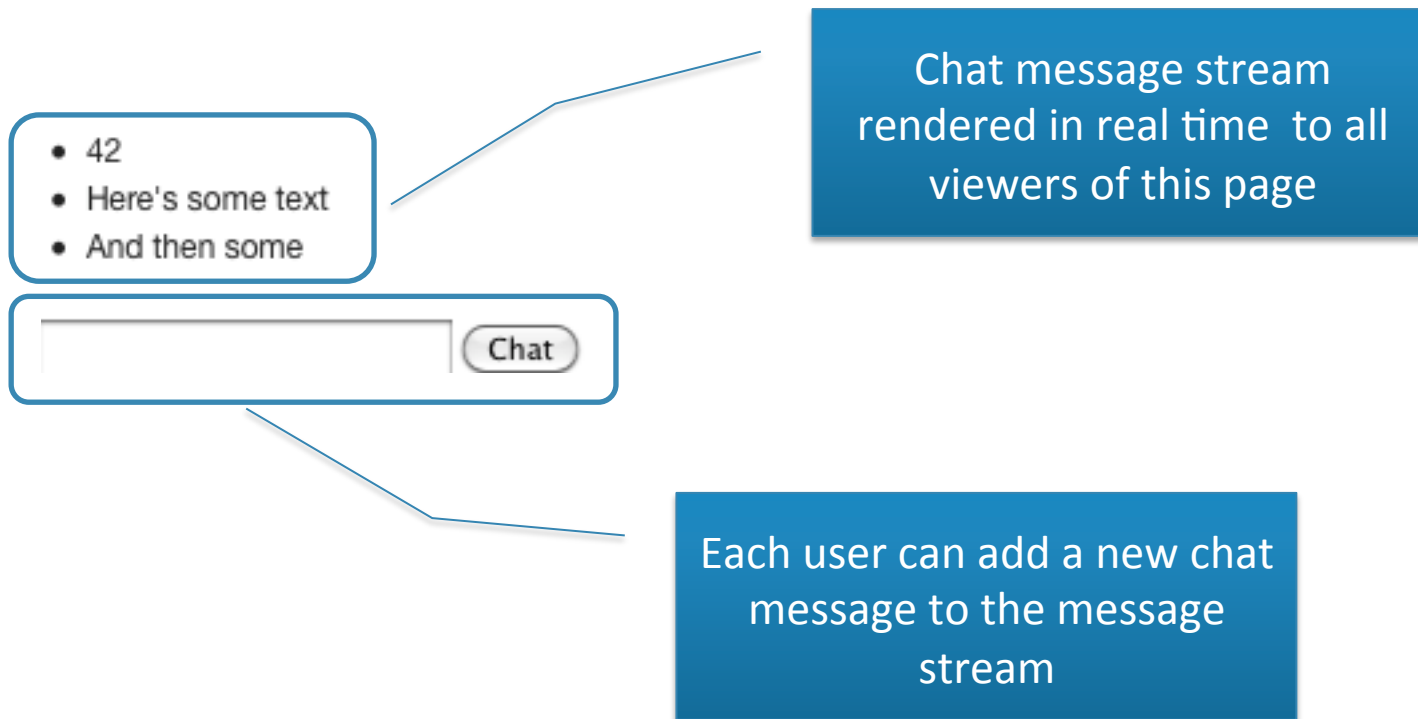 Chat message stream
rendered in real time to all
viewers of this page
• 42
• Here's some text
• And then some
Chat
Each user can add a new chat
message to the message
stream